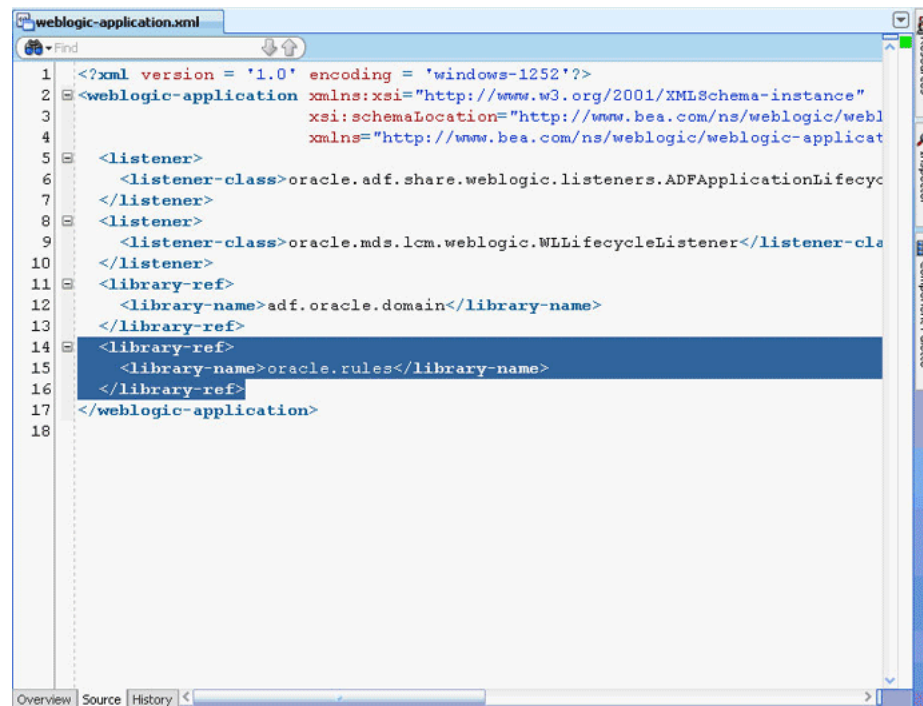 weblogic-application.xml
Find
1 <?xml version = '1.0' encoding = 'windows-1252'?>
2 <weblogic-application xmlns:xsi="http://www.w3.org/2001/XMLSchema-instance"
3 xsi:schemaLocation="http://www.bea.com/ns/weblogic/webl
4 xmlns="http://www.bea.com/ns/weblogic/weblogic-applicat
5 <listener>
6 <listener-class>oracle.adf.share.weblogic.listeners.ADFApplicationLifecyc
7 </listener>
8 <listener>
9 <listener-class>oracle.mds.lcm.weblogic.WLLifecycleListener</listener-cla
10 </listener>
11 <library-ref>
12 <library-name>adf.oracle.domain</library-name>
13 </library-ref>
14 <library-ref>
15 <library-name>oracle.rules</library-name>
16 </library-ref>
17 </weblogic-application>
18
Overview Source History